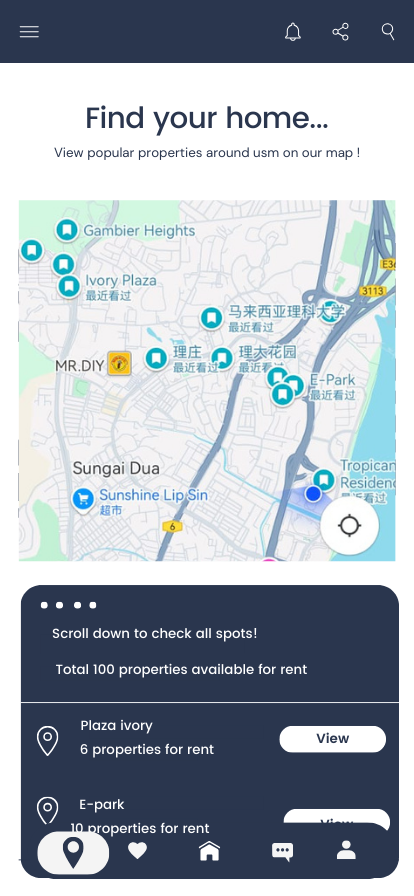 Find your home...
View popular properties around usm on our map !
Gambier Heights
Ivory Plaza
最近看过
E36
3113
马来西亚理科大学
最近看过
MR.DIY
理庄
最近看过
理大花园
最近看过
E-Park
最近看过
Sungai Dua
Tropican
Residenc
最近看过
Sunshine Lip Sin
超市
6
Scroll down to check all spots!
Total 100 properties available for rent
Plaza ivory
6 properties for rent
View
E-park
10 properties for rent
View